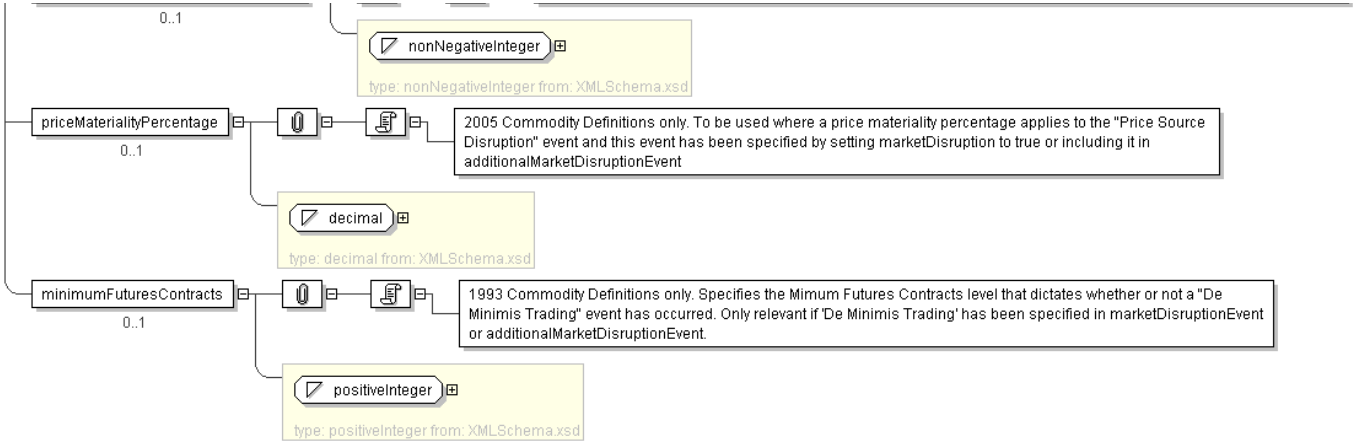 0..1
nonNegativeInteger
type: nonNegativeInteger from: XMLSchema.xsd
priceMaterialityPercentage
0..1
2005 Commodity Definitions only. To be used where a price materiality percentage applies to the "Price Source
Disruption" event and this event has been specified by setting marketDisruption to true or including it in
additionalMarketDisruptionEvent
decimal
type: decimal from: XMLSchema.xsd
minimumFuturesContracts
0..1
1993 Commodity Definitions only. Specifies the Mimum Futures Contracts level that dictates whether or not a "De
Minimis Trading" event has occurred. Only relevant if 'De Minimis Trading' has been specified in marketDisruptionEvent
or additionalMarketDisruptionEvent.
positiveInteger
type: positiveInteger from: XMLSchema.xsd